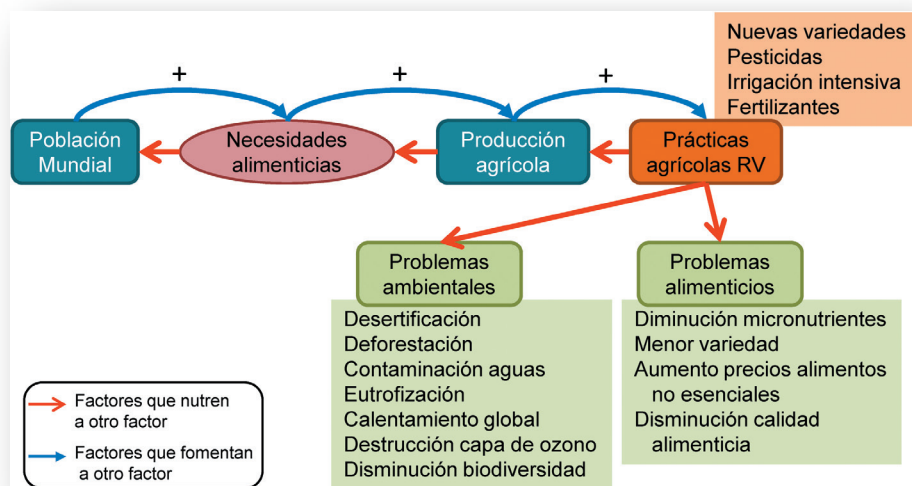 Nuevas variedades
Pesticidas
Irrigación intensiva
Fertilizantes
+
+
+
Población
Mundial
Necesidades
alimenticias
Producción
agrícola
Prácticas
agrícolas RV
Problemas
ambientales
Desertificación
Deforestación
Contaminación aguas
Eutrofización
Calentamiento global
Destrucción capa de ozono
Disminución biodiversidad
Problemas
alimenticios
Diminución micronutrientes
Menor variedad
Aumento precios alimentos
no esenciales
Disminución calidad
alimenticia
Factores que nutren
a otro factor
Factores que fomentan
a otro factor